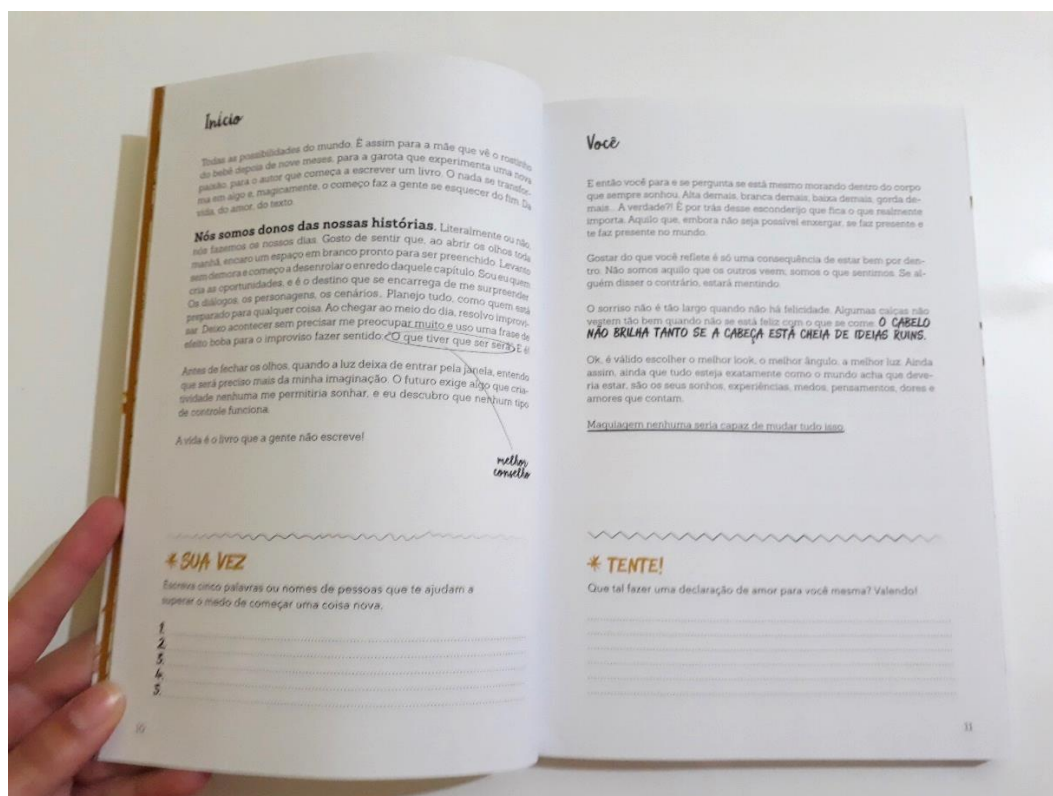 Início
Todas as possibilidades do mundo. É assim para a mãe que vê o rostinho
do bebê depois de nove meses, para a garota que experimenta uma nova
paixão, para o autor que começa a escrever um livro. O nada se transfor-
ma em algo e, magicamente, o começo faz a gente se esquecer do fim. Da
vida, do amor, do texto.
Nós somos donos das nossas histórias. Literalmente ou não,
nós fazemos os nossos dias. Gosto de sentir que, ao abrir os olhos toda
manhã, encaro um espaço em branco pronto para ser preenchido. Levanto
sem demora e começo a desenrolar o enredo daquele capítulo. Sou eu quem
cria as oportunidades, e é o destino que se encarrega de me surpreender.
Os diálogos, os personagens, os cenários... Planejo tudo, como quem está
preparado para qualquer coisa. Ao chegar ao meio do dia, resolvo improvi-
sar. Deixo acontecer sem precisar me preocupar muito e uso uma frase de
efeito boba para o improviso fazer sentido: O que tiver que ser será. E é!
Antes de fechar os olhos, quando a luz deixa de entrar pela janela, entendo
que será preciso mais da minha imaginação. O futuro exige algo que cria-
tividade nenhuma me permitiria sonhar, e eu descubro que nenhum tipo
de controle funciona.
A vida é o livro que a gente não escreve!
melhor
conselho
* SUA VEZ
Escreva cinco palavras ou nomes de pessoas que te ajudam a
superar o medo de começar uma coisa nova.
1.
2.
3.
4.
5.
10
Você
E então você para e se pergunta se está mesmo morando dentro do corpo
que sempre sonhou. Alta demais, branca demais, baixa demais, gorda de-
mais... A verdade?! É por trás desse esconderijo que fica o que realmente
importa. Aquilo que, embora não seja possível enxergar, se faz presente e
te faz presente no mundo.
Gostar do que você reflete é só uma consequência de estar bem por den-
tro. Não somos aquilo que os outros veem, somos o que sentimos. Se al-
guém disser o contrário, estará mentindo.
O sorriso não é tão largo quando não há felicidade. Algumas calças não
vestem tão bem quando não se está feliz com o que se come. O CABELO
NÃO BRILHA TANTO SE A CABEÇA ESTÁ CHEIA DE IDEIAS RUINS.
Ok, é válido escolher o melhor look, o melhor ângulo, a melhor luz. Ainda
assim, ainda que tudo esteja exatamente como o mundo acha que deve-
ria estar, são os seus sonhos, experiências, medos, pensamentos, dores e
amores que contam.
Maquiagem nenhuma seria capaz de mudar tudo isso.
* TENTE!
Que tal fazer uma declaração de amor para você mesma? Valendo!
11